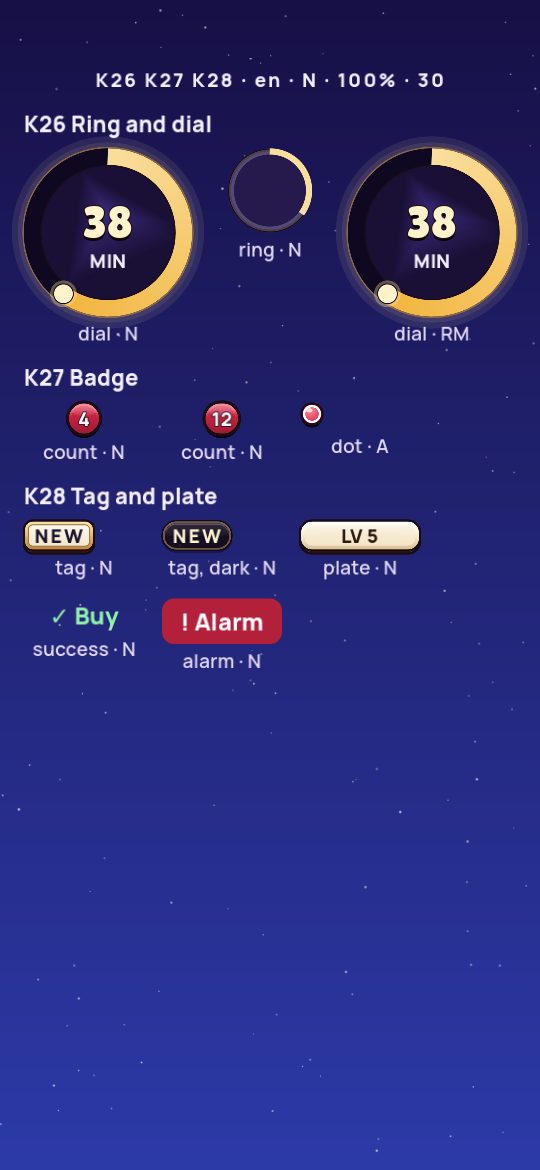 K26 K27 K28 · en · N · 100% · 30
K26 Ring and dial
38 MIN
38 MIN
ring · N
dial · N
dial · RM
K27 Badge
4
12
count · N
count · N
dot · A
K28 Tag and plate
NEW
NEW
LV 5
tag · N
tag, dark · N
plate · N
✓ Buy
! Alarm
success · N
alarm · N